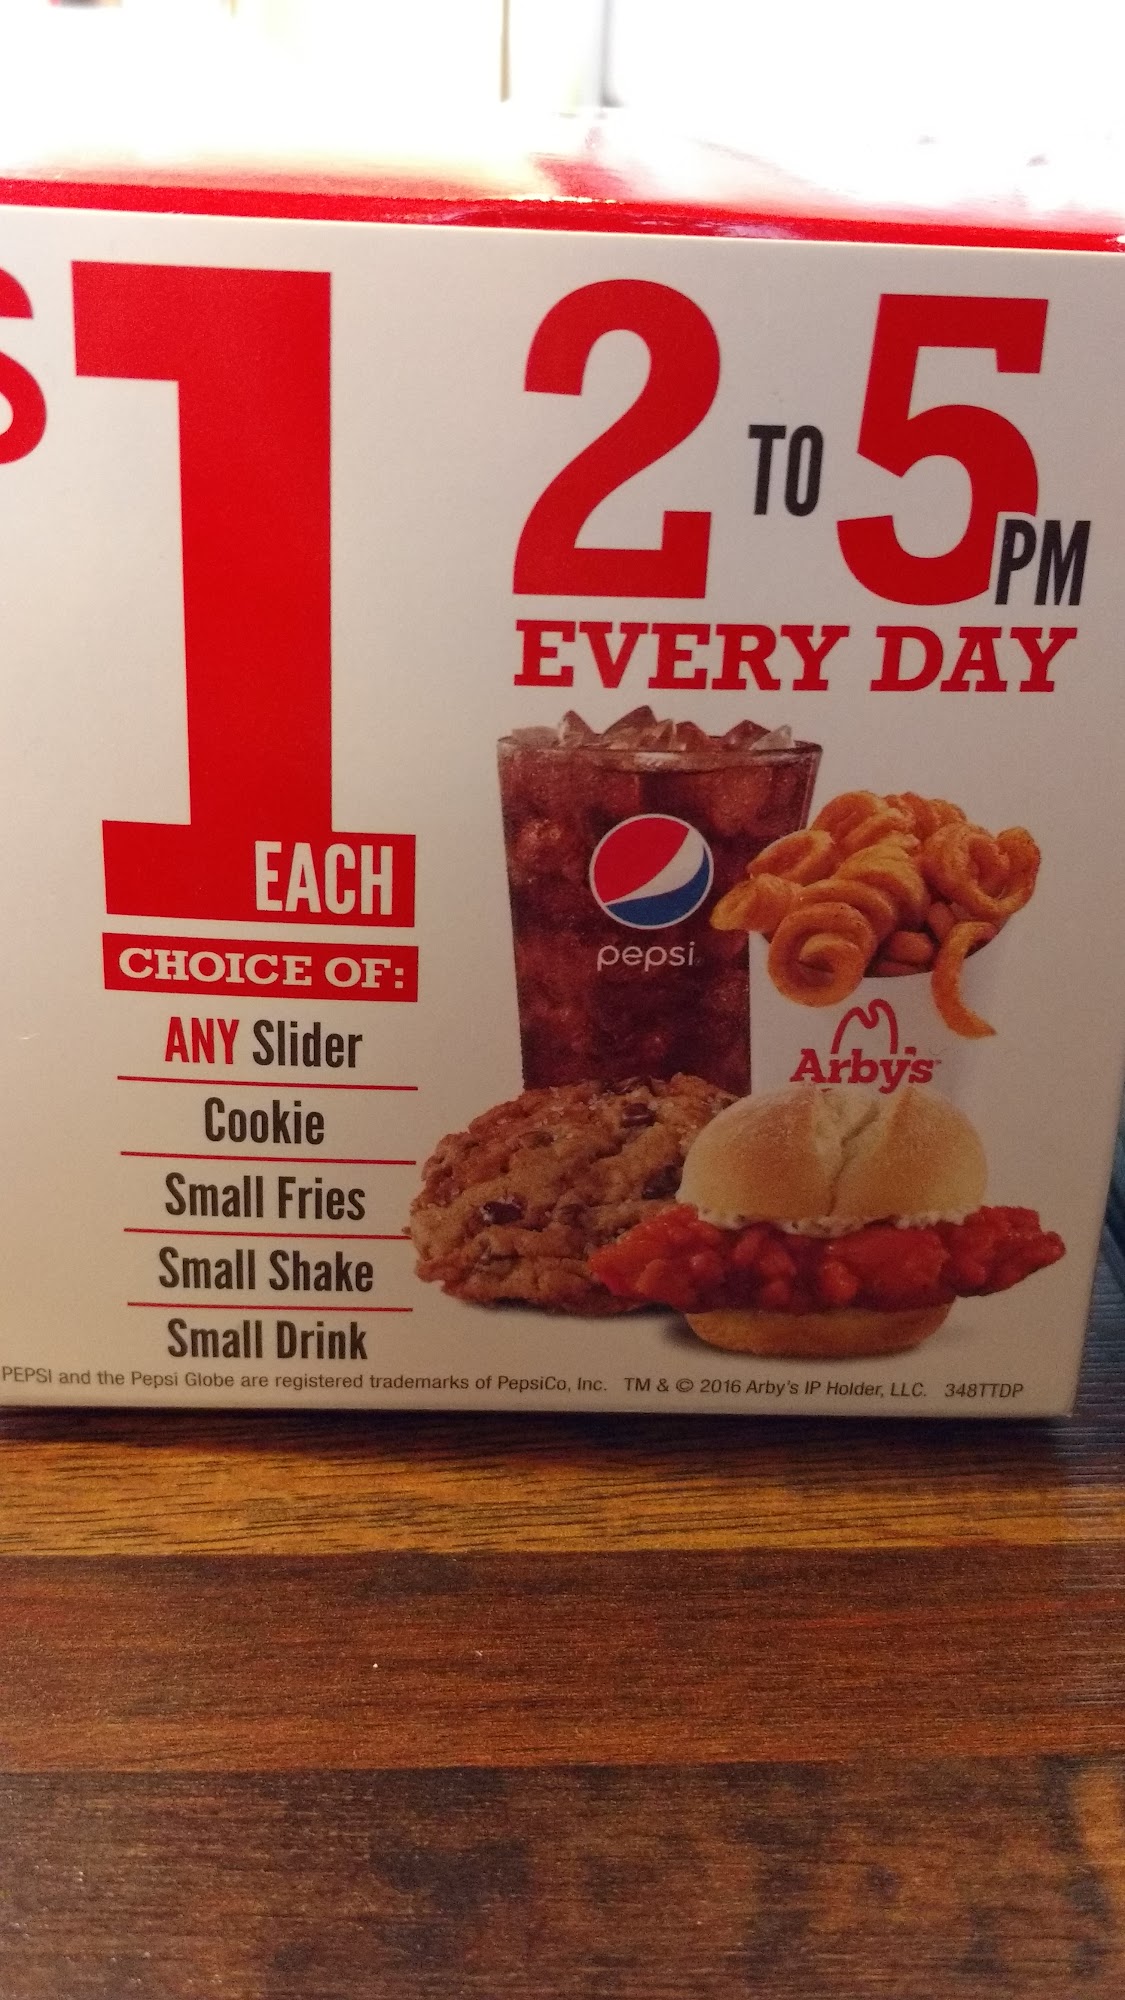 $1
EACH
CHOICE OF:
ANY Slider
Cookie
Small Fries
Small Shake
Small Drink
2 TO 5 PM
EVERY DAY
pepsi
Arby's
PEPSI and the Pepsi Globe are registered trademarks of PepsiCo, Inc. TM & © 2016 Arby's IP Holder, LLC. 348TTDP